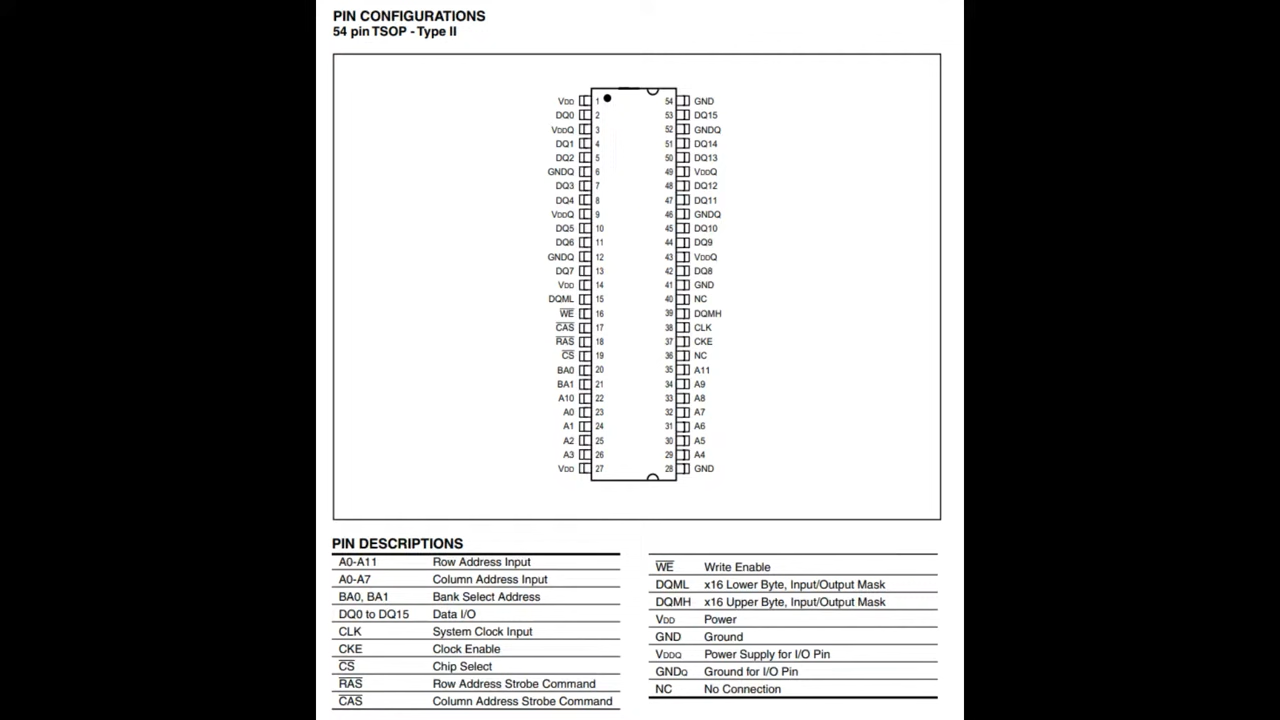 PIN CONFIGURATIONS
54 pin TSOP - Type II
VDD 1 54 GND
DQ0 2 53 DQ15
VDDQ 3 52 GNDQ
DQ1 4 51 DQ14
DQ2 5 50 DQ13
GNDQ 6 49 VDDQ
DQ3 7 48 DQ12
DQ4 8 47 DQ11
VDDQ 9 46 GNDQ
DQ5 10 45 DQ10
DQ6 11 44 DQ9
GNDQ 12 43 VDDQ
DQ7 13 42 DQ8
VDD 14 41 GND
DQML 15 40 NC
WE 16 39 DQMH
CAS 17 38 CLK
RAS 18 37 CKE
CS 19 36 NC
BA0 20 35 A11
BA1 21 34 A9
A10 22 33 A8
A0 23 32 A7
A1 24 31 A6
A2 25 30 A5
A3 26 29 A4
VDD 27 28 GND
PIN DESCRIPTIONS
A0-A11 Row Address Input
A0-A7 Column Address Input
BA0, BA1 Bank Select Address
DQ0 to DQ15 Data I/O
CLK System Clock Input
CKE Clock Enable
CS Chip Select
RAS Row Address Strobe Command
CAS Column Address Strobe Command
WE Write Enable
DQML x16 Lower Byte, Input/Output Mask
DQMH x16 Upper Byte, Input/Output Mask
VDD Power
GND Ground
VDDQ Power Supply for I/O Pin
GNDQ Ground for I/O Pin
NC No Connection